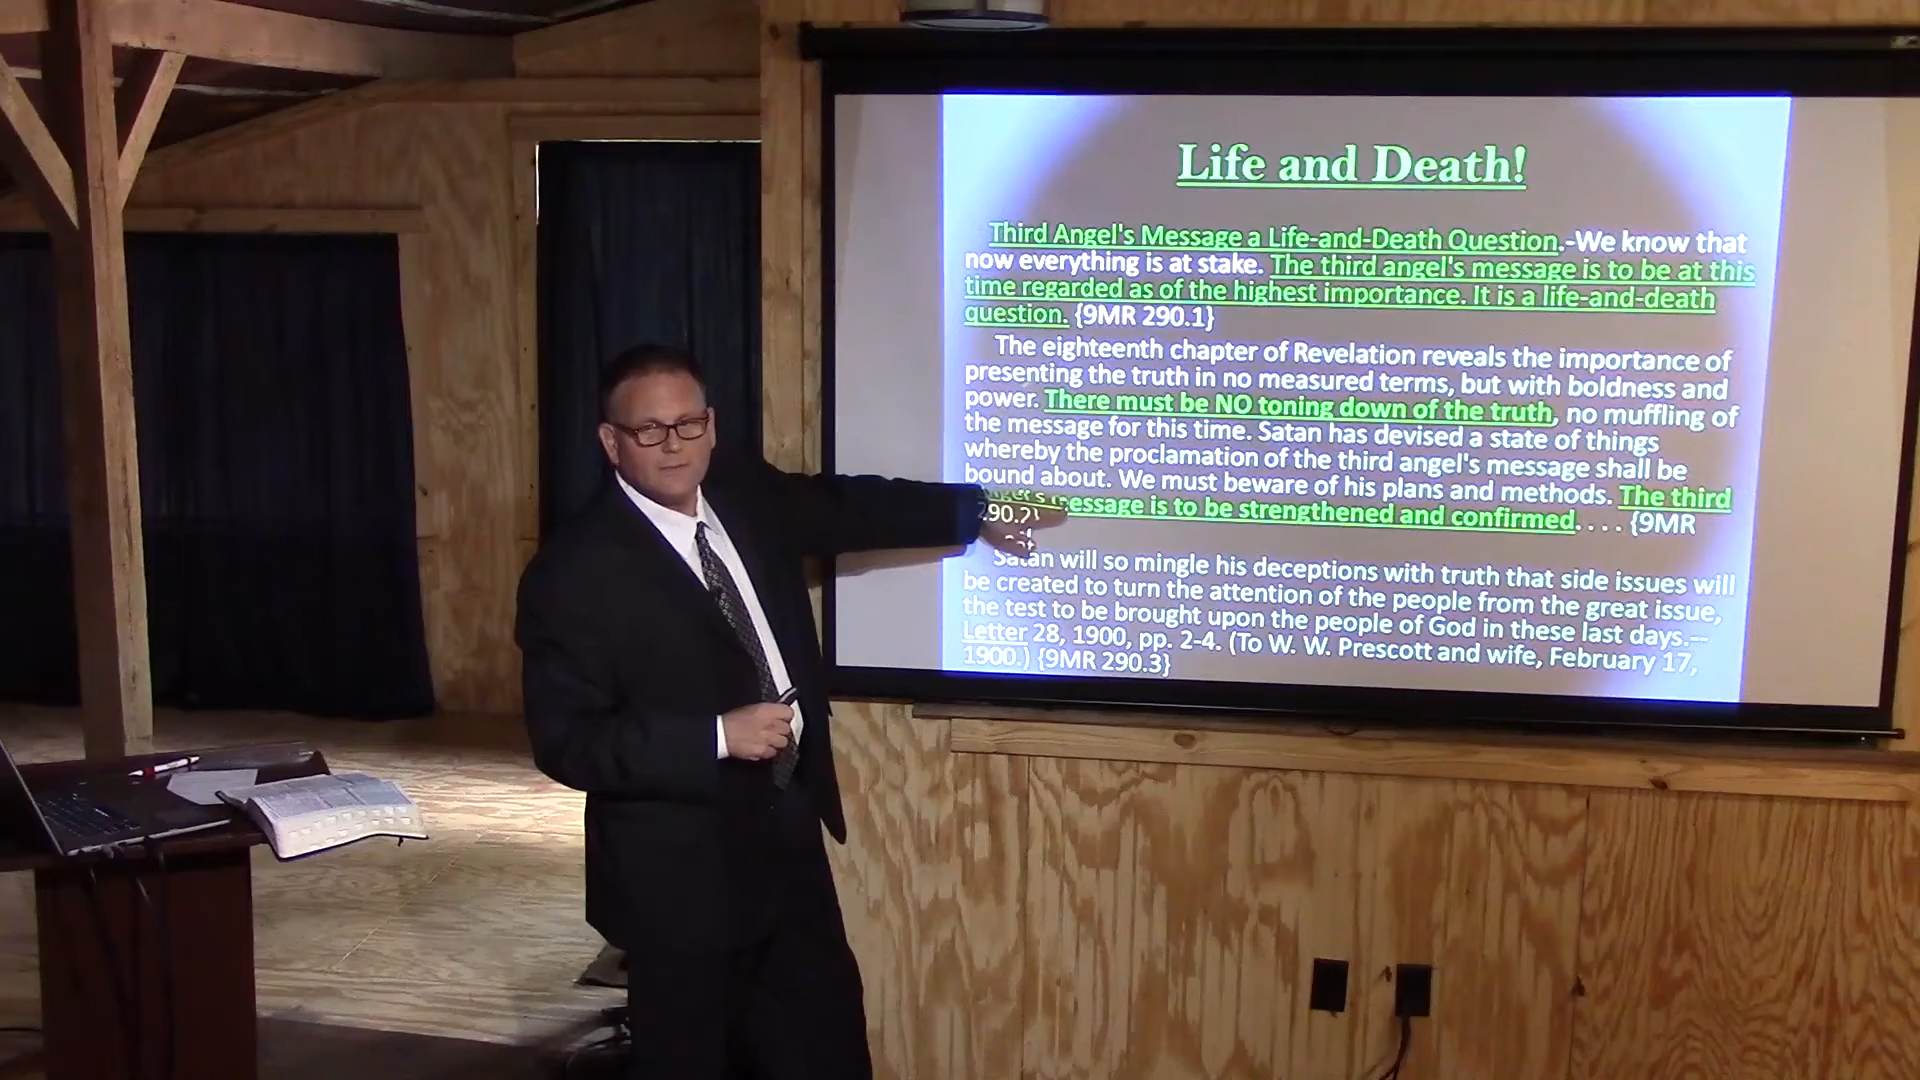 Life and Death!
Third Angel's Message a Life-and-Death Question.-We know that
now everything is at stake. The third angel's message is to be at this
time regarded as of the highest importance. It is a life-and-death
question. {9MR 290.1}
The eighteenth chapter of Revelation reveals the importance of
presenting the truth in no measured terms, but with boldness and
power. There must be NO toning down of the truth, no muffling of
the message for this time. Satan has devised a state of things
whereby the proclamation of the third angel's message shall be
bound about. We must beware of his plans and methods. The third
angel's message is to be strengthened and confirmed. . . . {9MR
290.2}
Satan will so mingle his deceptions with truth that side issues will
be created to turn the attention of the people from the great issue,
the test to be brought upon the people of God in these last days.--
Letter 28, 1900, pp. 2-4. (To W. W. Prescott and wife, February 17,
1900.) {9MR 290.3}